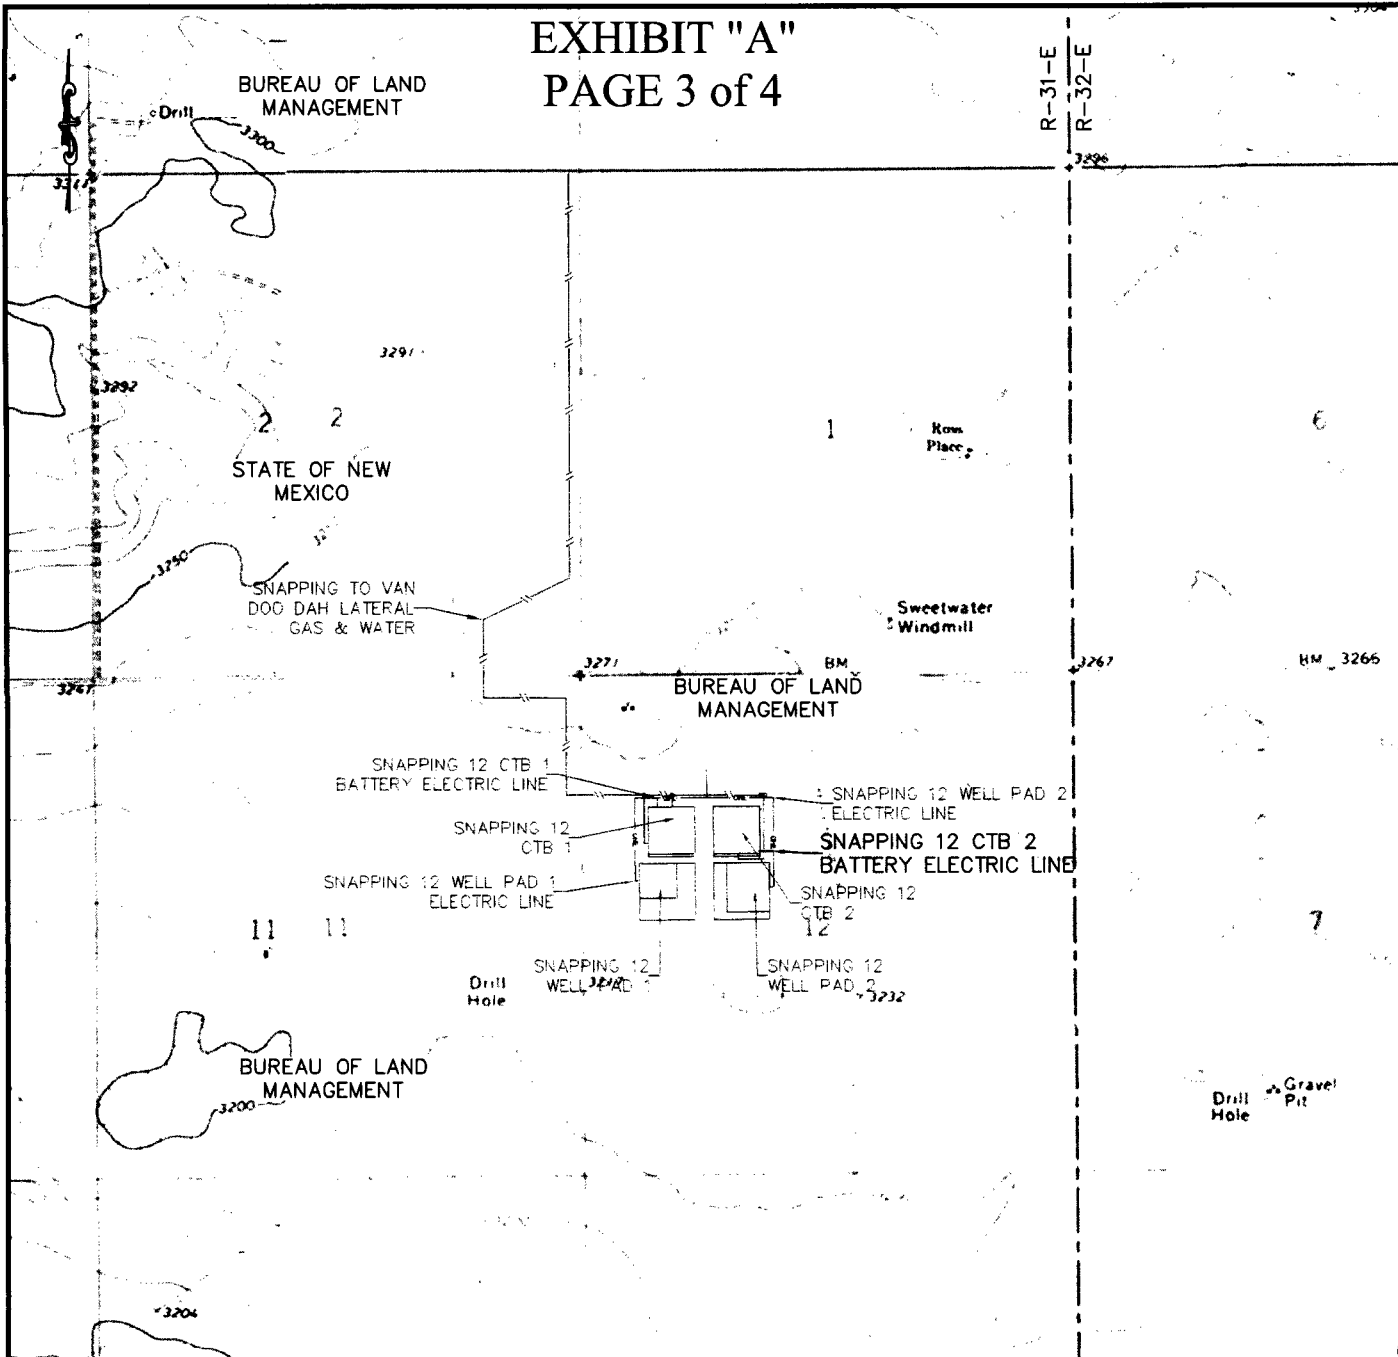 EXHIBIT "A"
PAGE 3 of 4
R-31-E
R-32-E
BUREAU OF LAND
MANAGEMENT
Drill
3300
3296
3291
3292
2
2
1
6
Row
Place
STATE OF NEW
MEXICO
3250
SNAPPING TO VAN
DOO DAH LATERAL
GAS & WATER
Sweetwater
Windmill
3271
BM
3267
BM 3266
3267
BUREAU OF LAND
MANAGEMENT
SNAPPING 12 CTB 1
BATTERY ELECTRIC LINE
SNAPPING 12 WELL PAD 2
ELECTRIC LINE
SNAPPING 12
CTB 1
SNAPPING 12 CTB 2
BATTERY ELECTRIC LINE
SNAPPING 12 WELL PAD 1
ELECTRIC LINE
SNAPPING 12
CTB 2
11
11
12
7
SNAPPING 12
WELL PAD 1
SNAPPING 12
WELL PAD 2
Drill
Hole
3232
BUREAU OF LAND
MANAGEMENT
3200
Drill
Hole
Gravel
Pit
3204